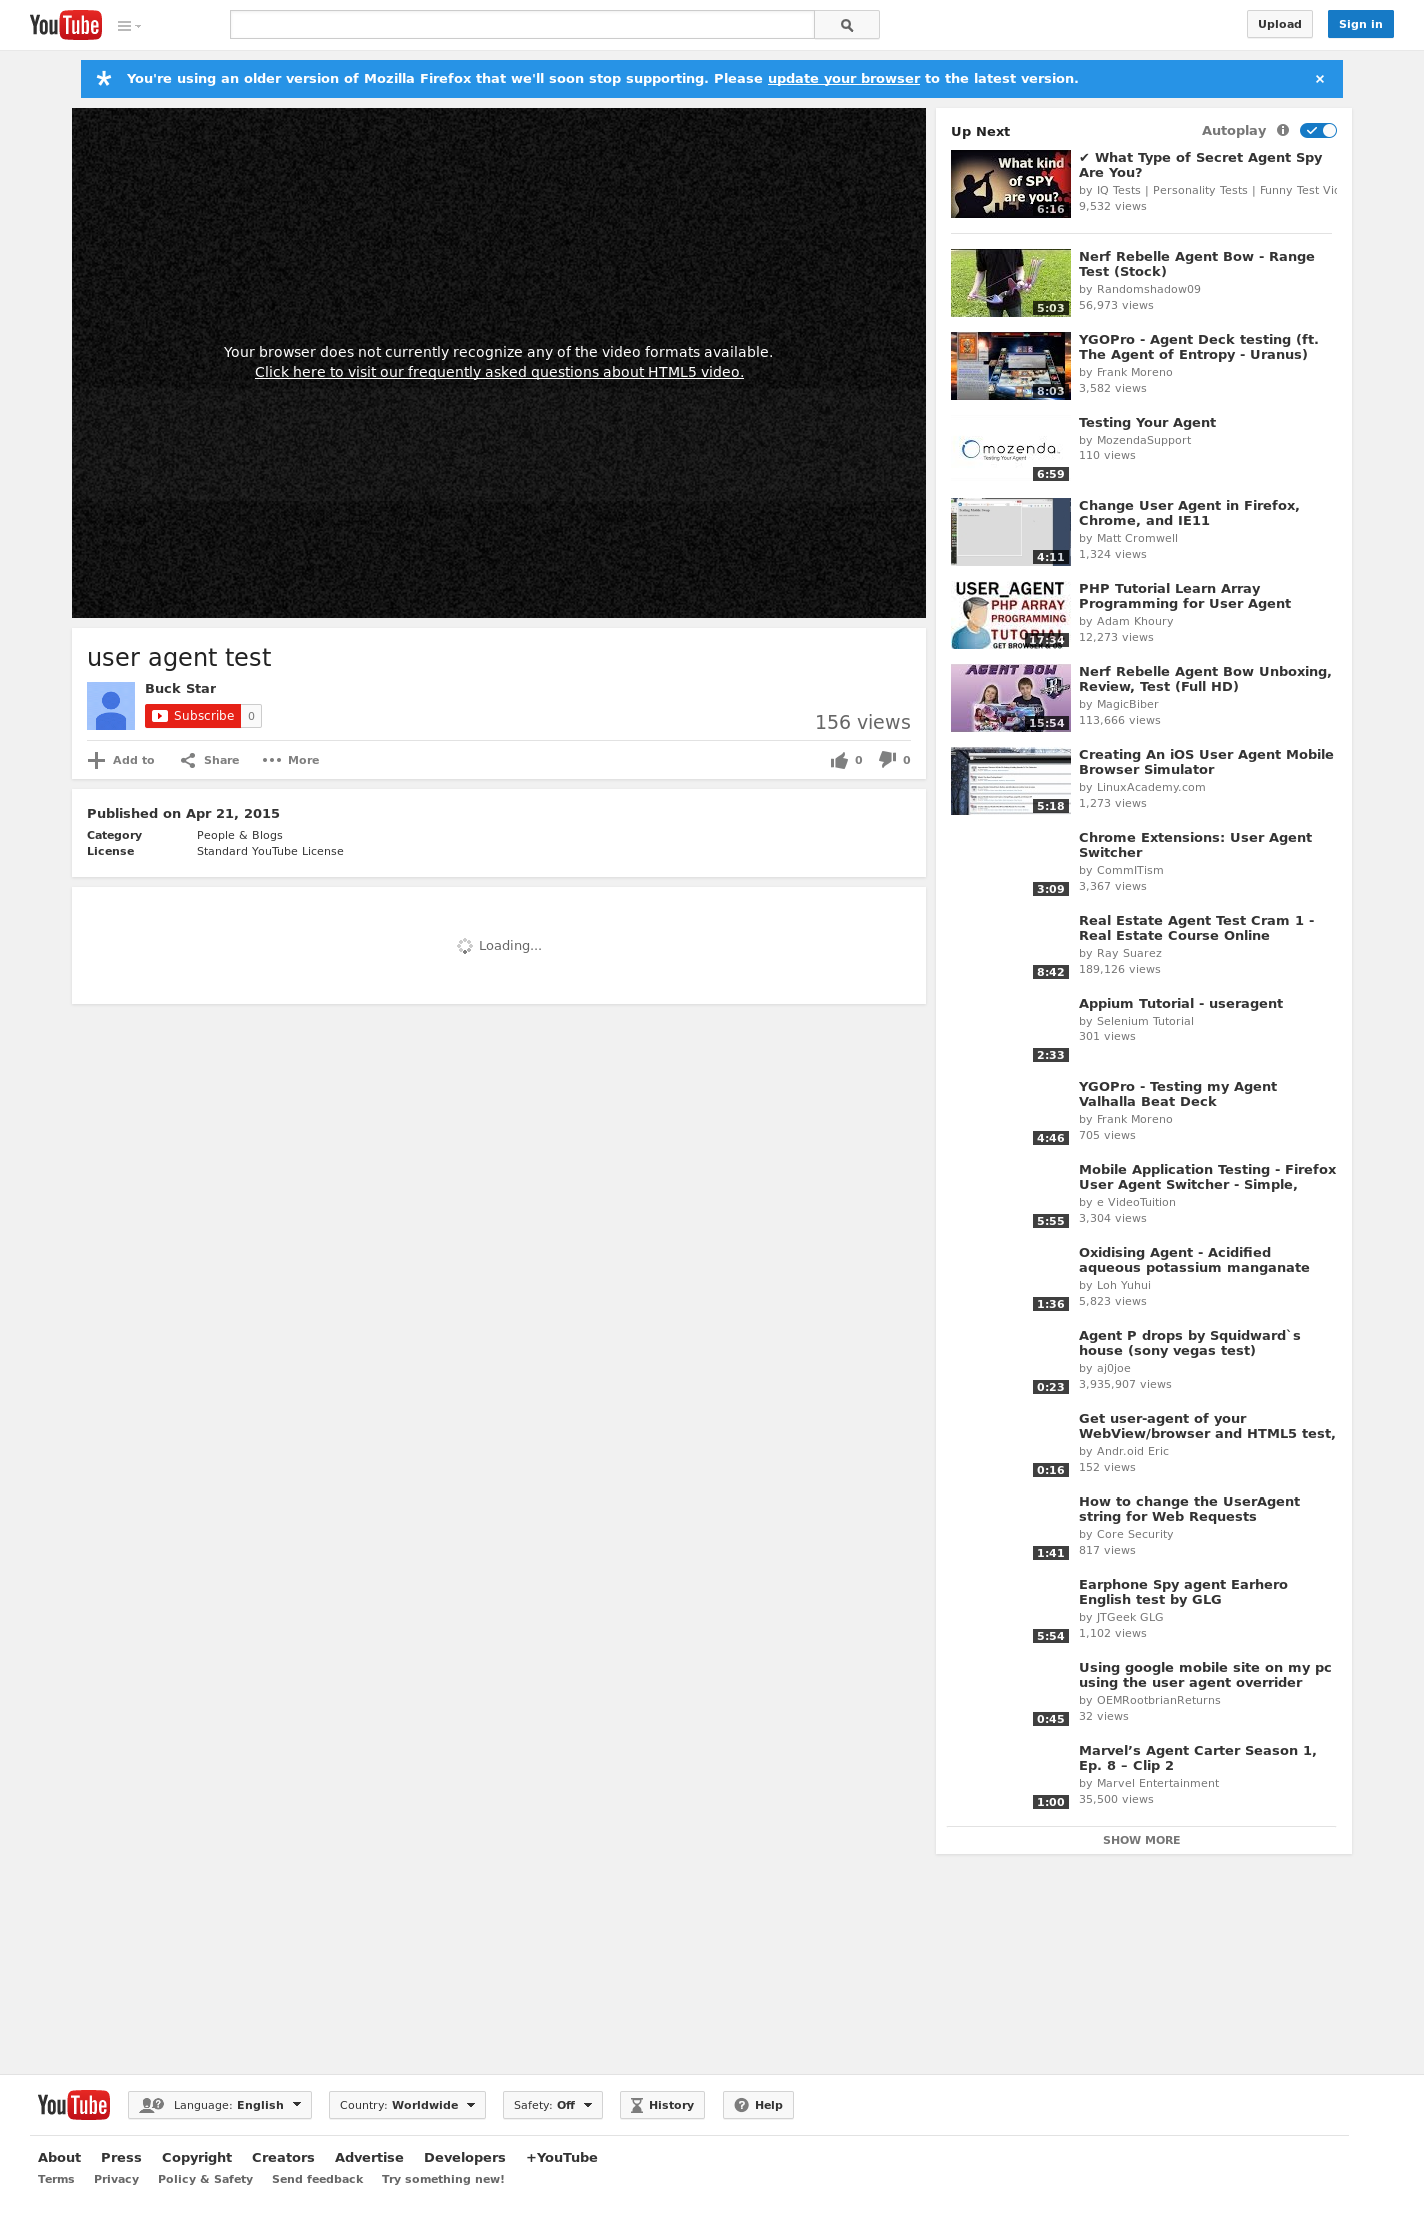 YouTube
Upload
Sign in
You're using an older version of Mozilla Firefox that we'll soon stop supporting. Please update your browser to the latest version.
×
Your browser does not currently recognize any of the video formats available.
Click here to visit our frequently asked questions about HTML5 video.
user agent test
Buck Star
Subscribe 0
156 views
Add to Share More 0 0
Published on Apr 21, 2015
Category People & Blogs
License Standard YouTube License
Loading...
Up Next Autoplay
What kind
of SPY
are you?
6:16
✔ What Type of Secret Agent Spy
Are You?
by IQ Tests | Personality Tests | Funny Test Vi
9,532 views
5:03
Nerf Rebelle Agent Bow - Range
Test (Stock)
by Randomshadow09
56,973 views
8:03
YGOPro - Agent Deck testing (ft.
The Agent of Entropy - Uranus)
by Frank Moreno
3,582 views
mozenda
Testing Your Agent
6:59
Testing Your Agent
by MozendaSupport
110 views
4:11
Change User Agent in Firefox,
Chrome, and IE11
by Matt Cromwell
1,324 views
USER_AGENT
PHP ARRAY
PROGRAMMING
TUTORIAL
GET BROWSER & OS
17:34
PHP Tutorial Learn Array
Programming for User Agent
by Adam Khoury
12,273 views
AGENT BOW
15:54
Nerf Rebelle Agent Bow Unboxing,
Review, Test (Full HD)
by MagicBiber
113,666 views
5:18
Creating An iOS User Agent Mobile
Browser Simulator
by LinuxAcademy.com
1,273 views
3:09
Chrome Extensions: User Agent
Switcher
by CommITism
3,367 views
8:42
Real Estate Agent Test Cram 1 -
Real Estate Course Online
by Ray Suarez
189,126 views
2:33
Appium Tutorial - useragent
by Selenium Tutorial
301 views
4:46
YGOPro - Testing my Agent
Valhalla Beat Deck
by Frank Moreno
705 views
5:55
Mobile Application Testing - Firefox
User Agent Switcher - Simple,
by e VideoTuition
3,304 views
1:36
Oxidising Agent - Acidified
aqueous potassium manganate
by Loh Yuhui
5,823 views
0:23
Agent P drops by Squidward`s
house (sony vegas test)
by aj0joe
3,935,907 views
0:16
Get user-agent of your
WebView/browser and HTML5 test,
by Andr.oid Eric
152 views
1:41
How to change the UserAgent
string for Web Requests
by Core Security
817 views
5:54
Earphone Spy agent Earhero
English test by GLG
by JTGeek GLG
1,102 views
0:45
Using google mobile site on my pc
using the user agent overrider
by OEMRootbrianReturns
32 views
1:00
Marvel’s Agent Carter Season 1,
Ep. 8 – Clip 2
by Marvel Entertainment
35,500 views
SHOW MORE
YouTube
Language: English
Country: Worldwide
Safety: Off
History
Help
About Press Copyright Creators Advertise Developers +YouTube
Terms Privacy Policy & Safety Send feedback Try something new!